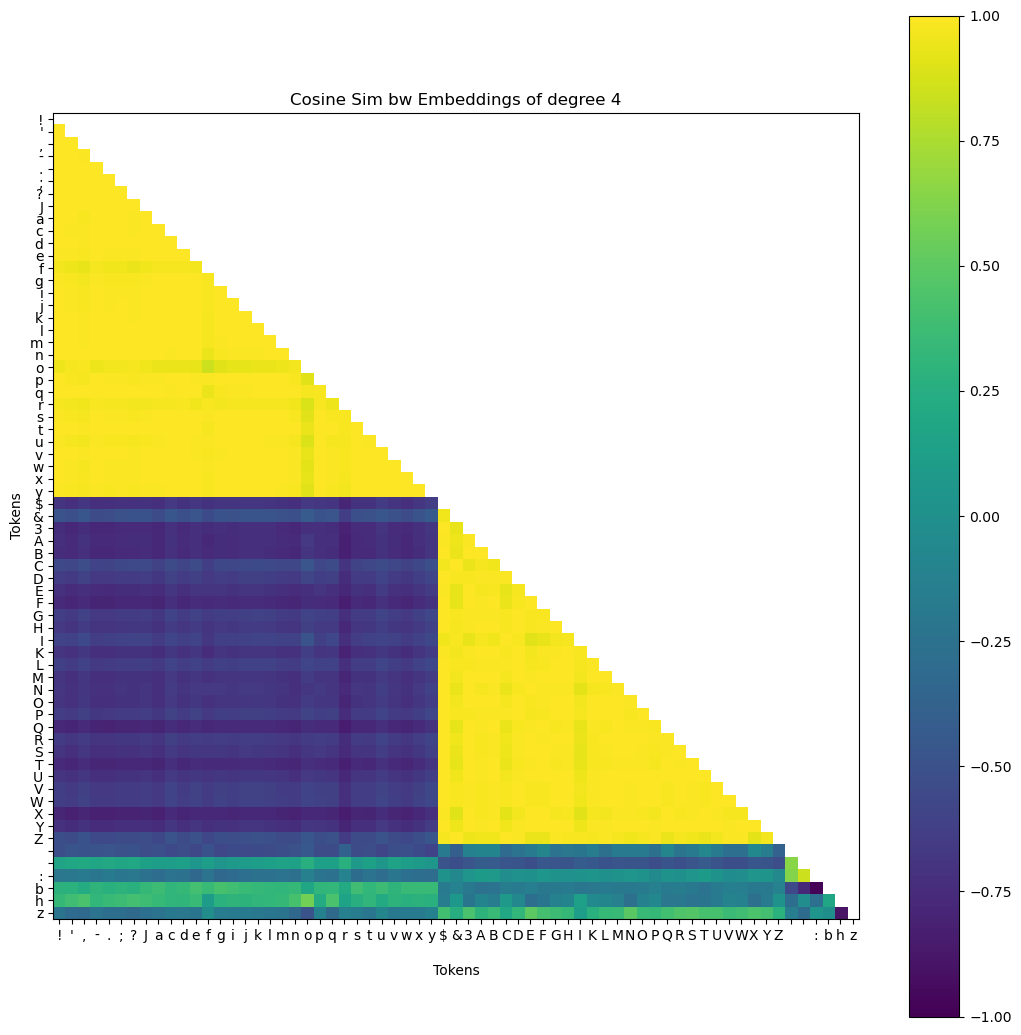 Cosine Sim bw Embeddings of degree 4
Tokens
!
'
,
-
.
;
?
J
a
c
d
e
f
g
i
j
k
l
m
n
o
p
q
r
s
t
u
v
w
x
y
$
&
3
A
B
C
D
E
F
G
H
I
K
L
M
N
O
P
Q
R
S
T
U
V
W
X
Y
Z
:
b
h
z
! ' , - . ; ? J a c d e f g i j k l m n o p q r s t u v w x y $ & 3 A B C D E F G H I K L M N O P Q R S T U V W X Y Z : b h z
Tokens
1.00
0.75
0.50
0.25
0.00
−0.25
−0.50
−0.75
−1.00